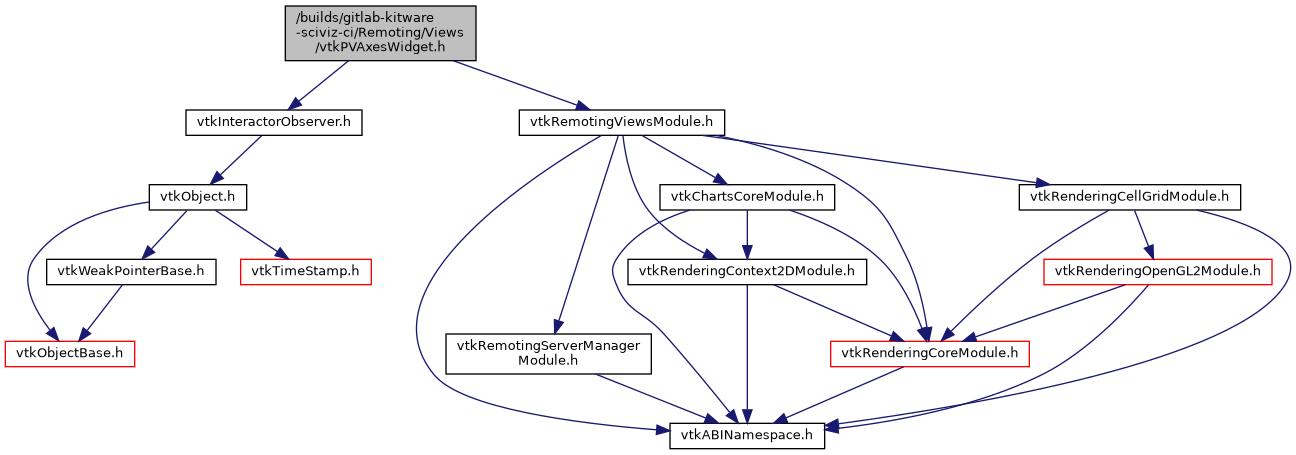 /builds/gitlab-kitware
-sciviz-ci/Remoting/Views
/vtkPVAxesWidget.h
vtkInteractorObserver.h
vtkRemotingViewsModule.h
vtkObject.h
vtkChartsCoreModule.h
vtkRenderingCellGridModule.h
vtkWeakPointerBase.h
vtkTimeStamp.h
vtkRenderingContext2DModule.h
vtkRenderingOpenGL2Module.h
vtkObjectBase.h
vtkRemotingServerManager
Module.h
vtkRenderingCoreModule.h
vtkABINamespace.h